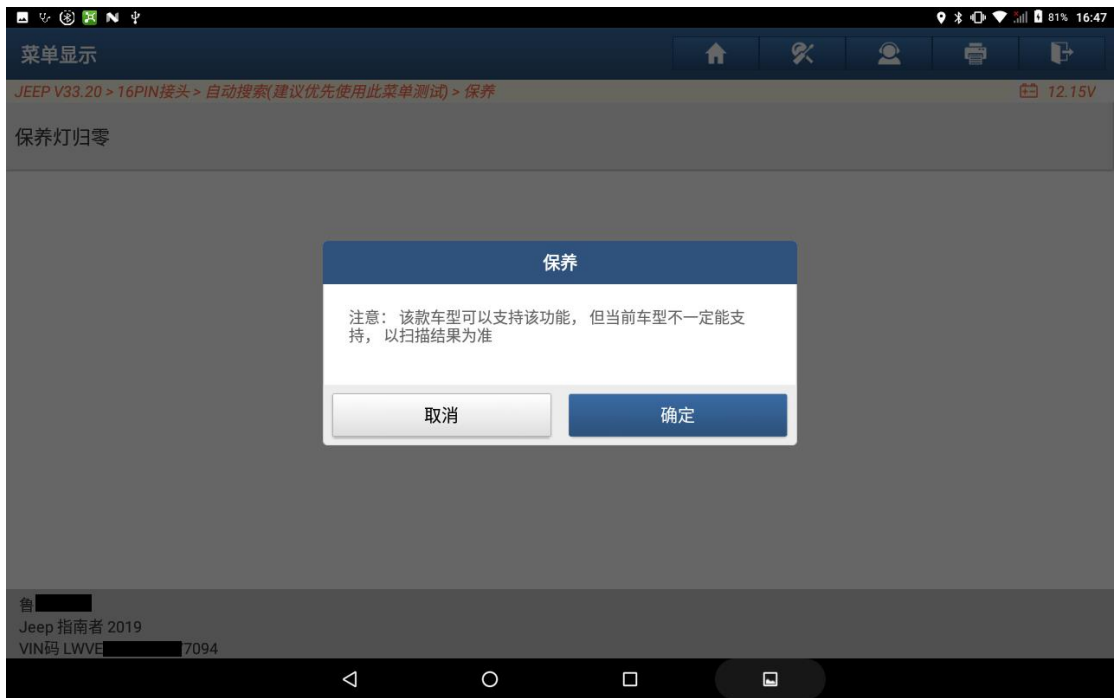 81% 16:47
菜单显示
JEEP V33.20 > 16PIN接头 > 自动搜索(建议优先使用此菜单测试) > 保养 12.15V
保养灯归零
保养
注意： 该款车型可以支持该功能， 但当前车型不一定能支
持， 以扫描结果为准
取消 确定
鲁
Jeep 指南者 2019
VIN码 LWVE 7094